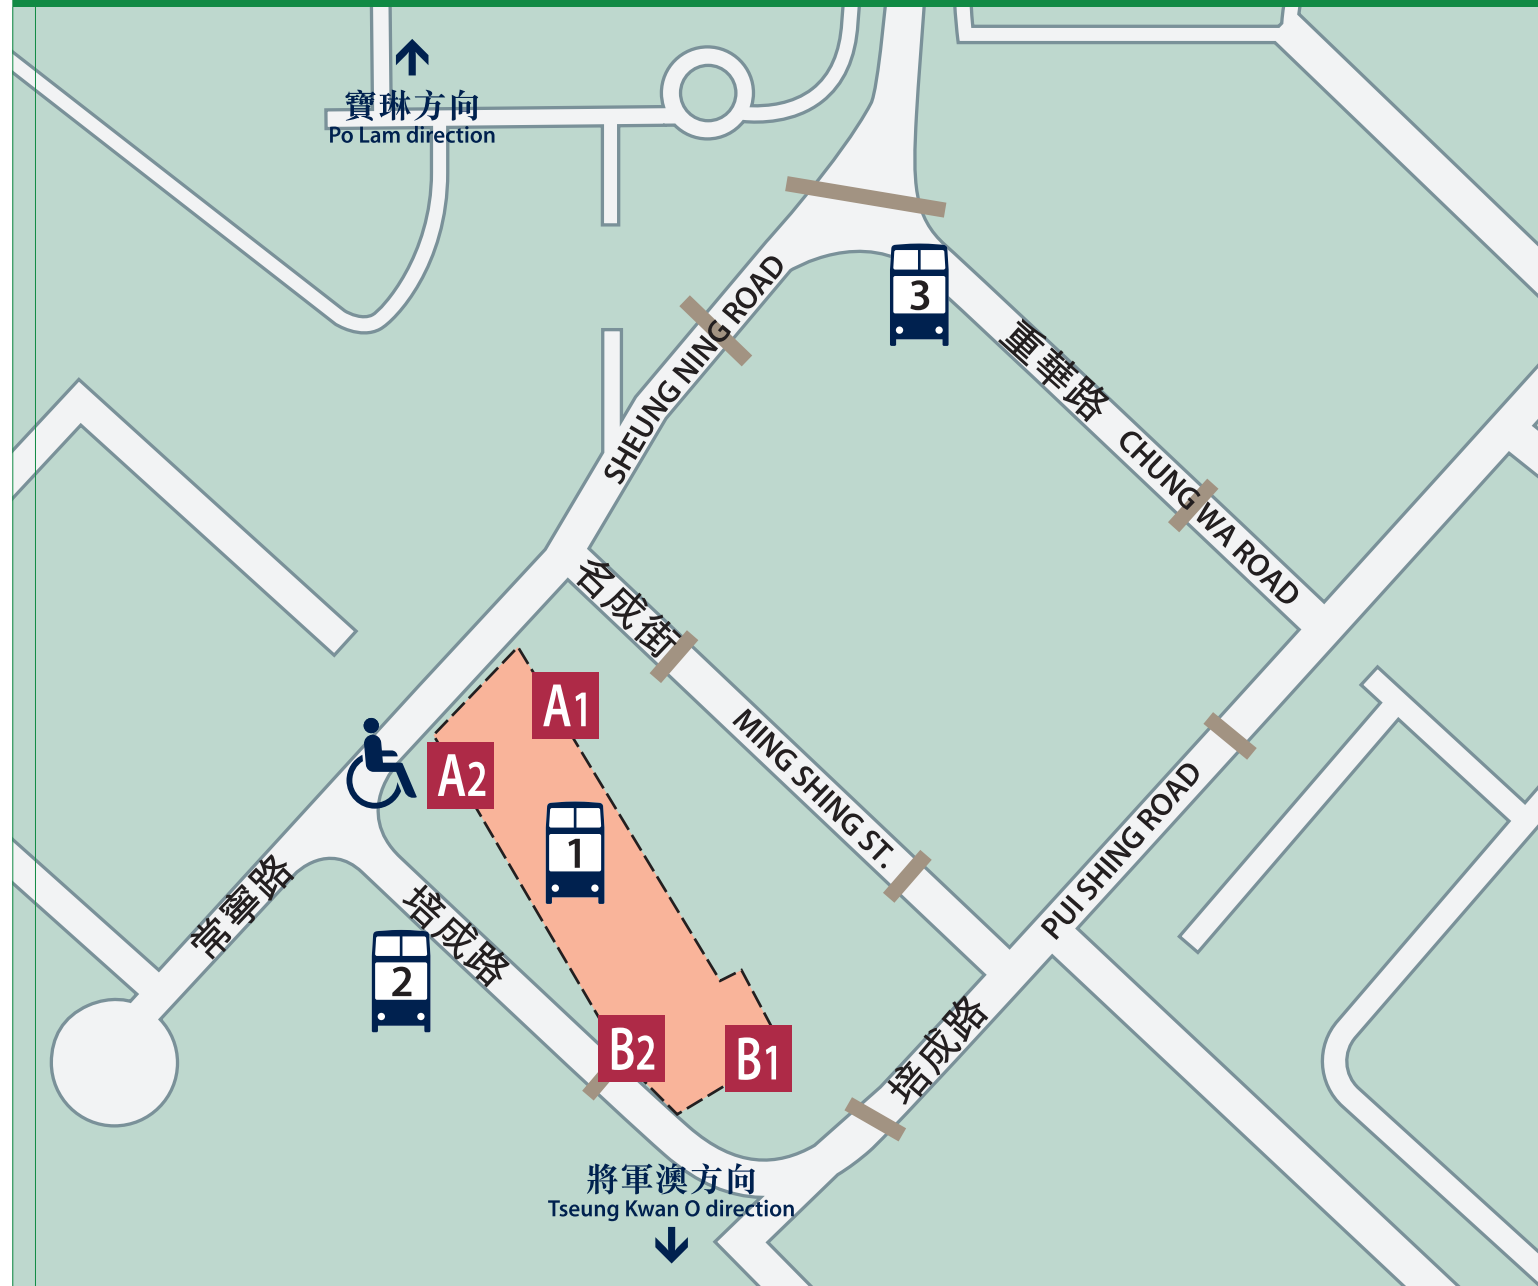 寶琳方向
Po Lam direction
3
SHEUNG NING ROAD
重華路
CHUNG WA ROAD
名成街
A1
MING SHING ST.
A2
1
PUI SHING ROAD
常寧路
培成路
2
培成路
B2
B1
將軍澳方向
Tseung Kwan O direction